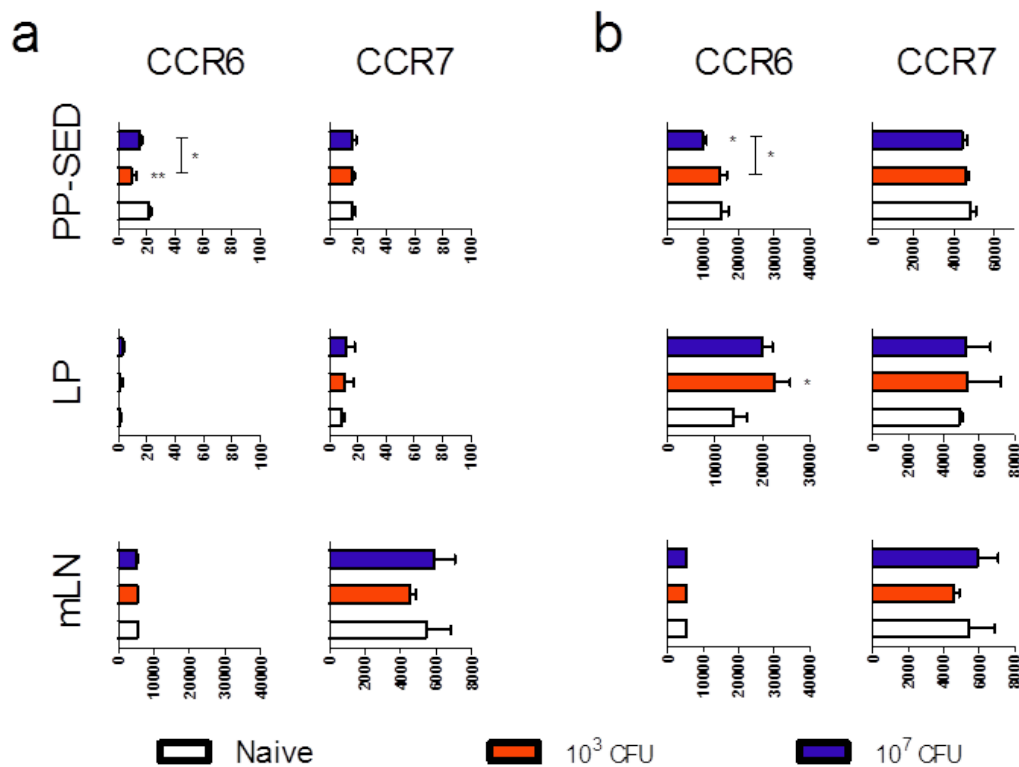 a
b
CCR6 CCR7 CCR6 CCR7
PP-SED
* ** * *
0 20 40 60 80 100
0 20 40 60 80 100
0 10000 20000 30000 40000
0 2000 4000 6000
LP
*
0 20 40 60 80 100
0 20 40 60 80 100
0 10000 20000 30000
0 2000 4000 6000 8000
mLN
0 10000 20000 30000 40000
0 2000 4000 6000 8000
0 10000 20000 30000 40000
0 2000 4000 6000 8000
Naive 10³ CFU 10⁷ CFU